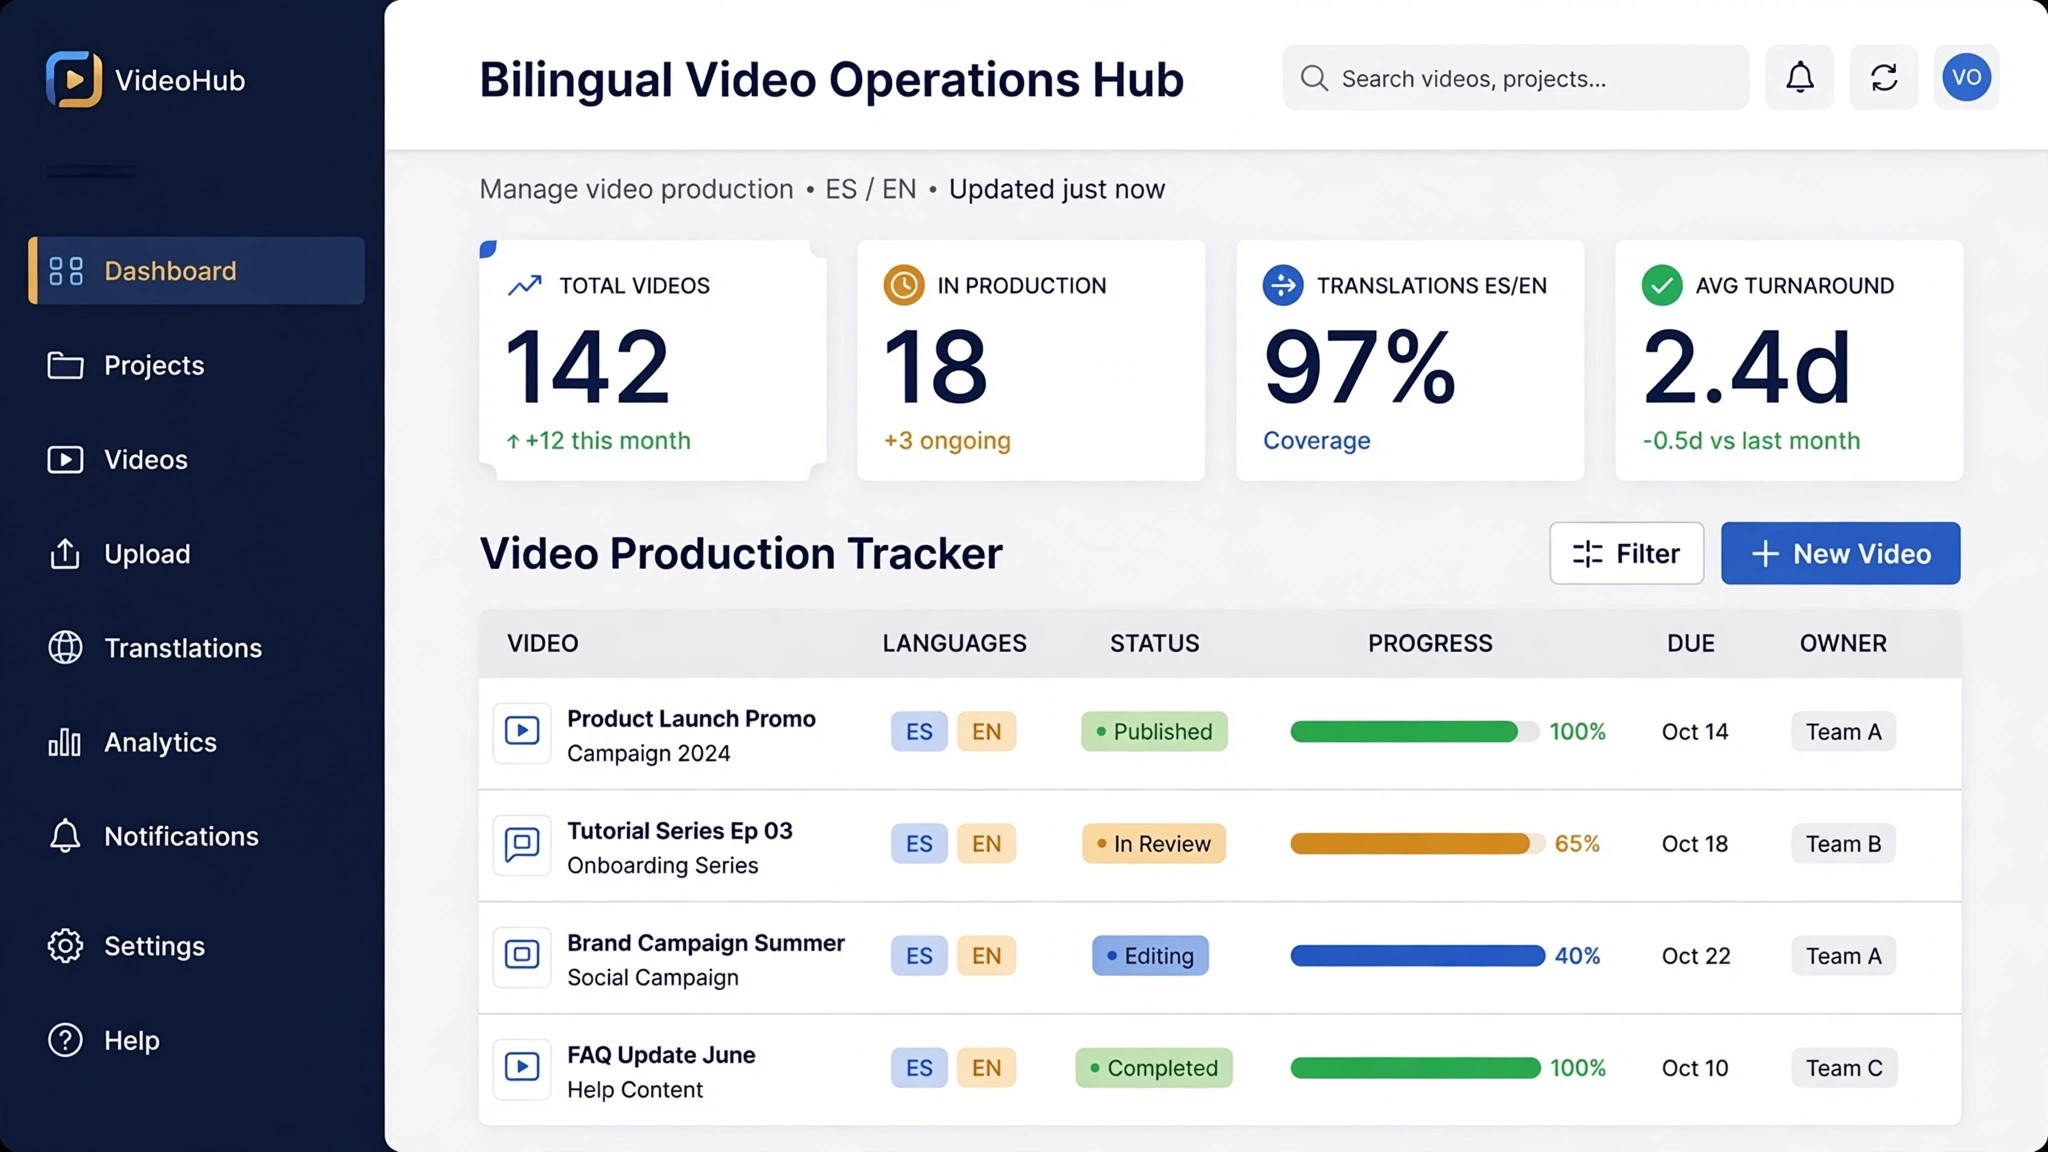 VideoHub
Dashboard
Projects
Videos
Upload
Transtlations
Analytics
Notifications
Settings
Help
Bilingual Video Operations Hub
Search videos, projects...
VO
Manage video production • ES / EN • Updated just now
TOTAL VIDEOS
142
↑ +12 this month
IN PRODUCTION
18
+3 ongoing
TRANSLATIONS ES/EN
97%
Coverage
AVG TURNAROUND
2.4d
-0.5d vs last month
Video Production Tracker
Filter
+ New Video
VIDEO LANGUAGES STATUS PROGRESS DUE OWNER
Product Launch Promo
Campaign 2024
ES EN • Published 100% Oct 14 Team A
Tutorial Series Ep 03
Onboarding Series
ES EN • In Review 65% Oct 18 Team B
Brand Campaign Summer
Social Campaign
ES EN • Editing 40% Oct 22 Team A
FAQ Update June
Help Content
ES EN • Completed 100% Oct 10 Team C